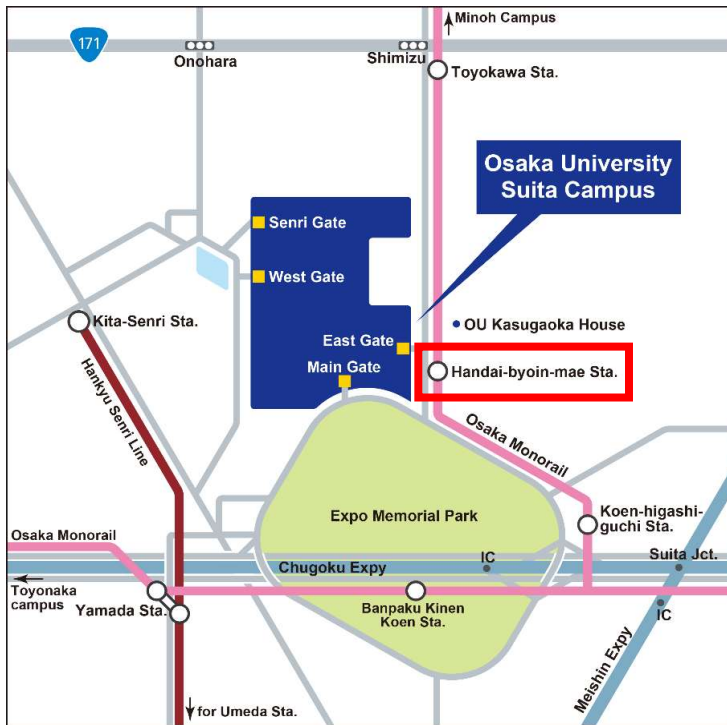 Minoh Campus
171
Onohara
Shimizu
Toyokawa Sta.
Osaka University
Suita Campus
Senri Gate
West Gate
OU Kasugaoka House
Kita-Senri Sta.
East Gate
Main Gate
Handai-byoin-mae Sta.
Hankyu Senri Line
Osaka Monorail
Expo Memorial Park
Koen-higashi-
guchi Sta.
Osaka Monorail
IC
Suita Jct.
Chugoku Expy
Toyonaka
campus
Yamada Sta.
Banpaku Kinen
Koen Sta.
IC
Meishin Expy
for Umeda Sta.